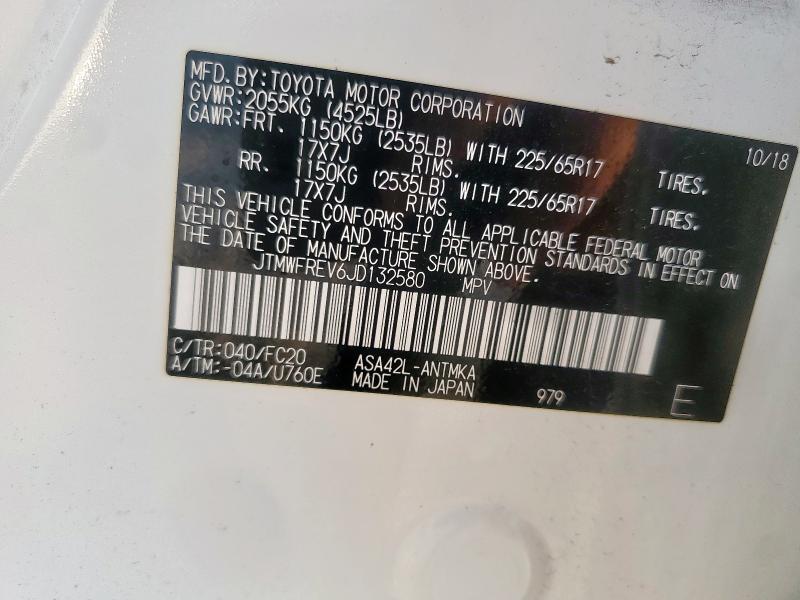 MFD. BY: TOYOTA MOTOR CORPORATION 10/18
GVWR: 2055KG (4525LB)
GAWR: FRT. 1150KG (2535LB) WITH 225/65R17 TIRES.
17X7J RIMS.
RR. 1150KG (2535LB) WITH 225/65R17 TIRES.
17X7J RIMS.
THIS VEHICLE CONFORMS TO ALL APPLICABLE FEDERAL MOTOR
VEHICLE SAFETY AND THEFT PREVENTION STANDARDS IN EFFECT ON
THE DATE OF MANUFACTURE SHOWN ABOVE.
JTMWFREV6JD132580 MPV
C/TR: 040/FC20 ASA42L-ANTMKA
A/TM: -04A/U760E MADE IN JAPAN 979 E